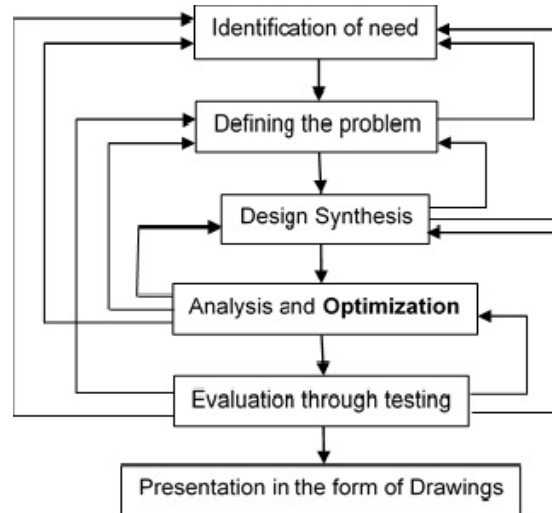 Identification of need
Defining the problem
Design Synthesis
Analysis and Optimization
Evaluation through testing
Presentation in the form of Drawings